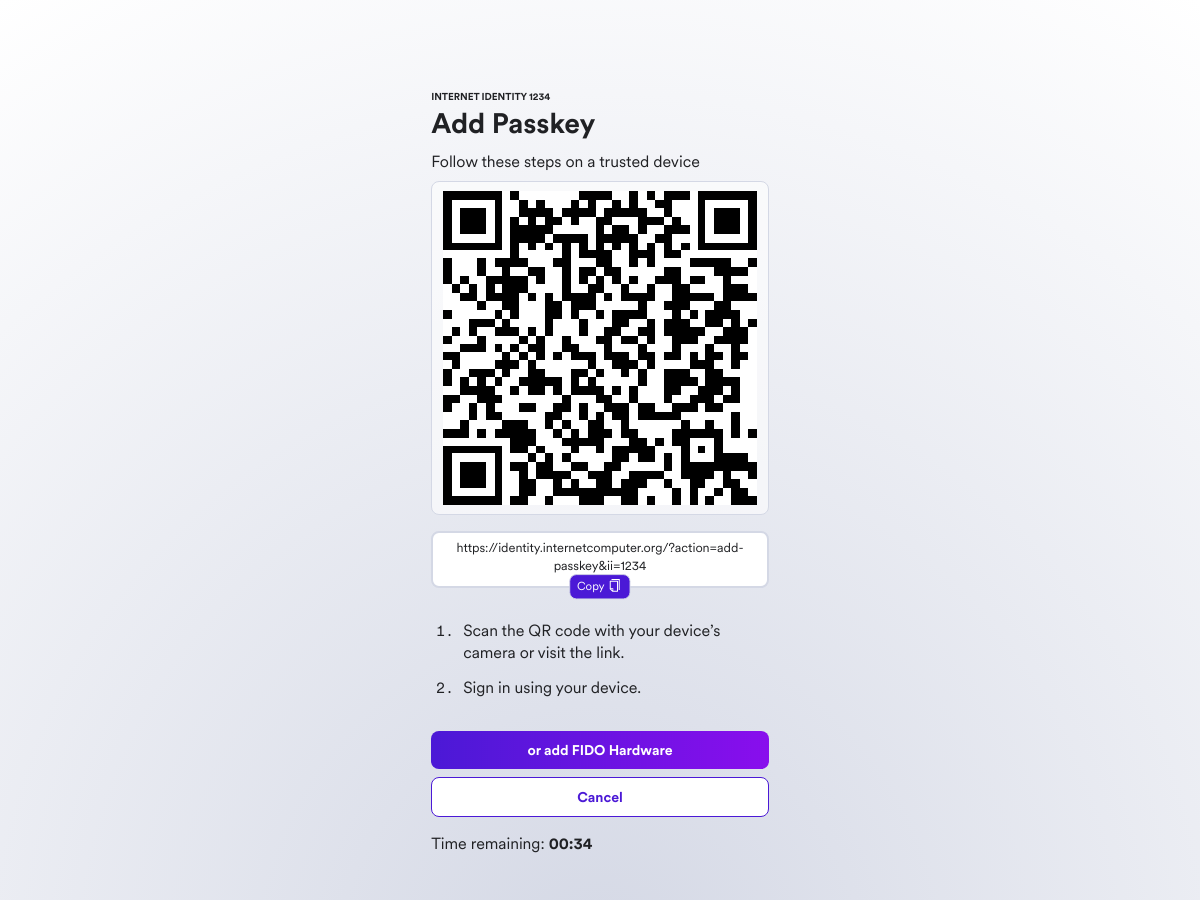 INTERNET IDENTITY 1234
Add Passkey
Follow these steps on a trusted device
https://identity.internetcomputer.org/?action=add-
passkey&ii=1234
Copy
1. Scan the QR code with your device’s
camera or visit the link.
2. Sign in using your device.
or add FIDO Hardware
Cancel
Time remaining: 00:34